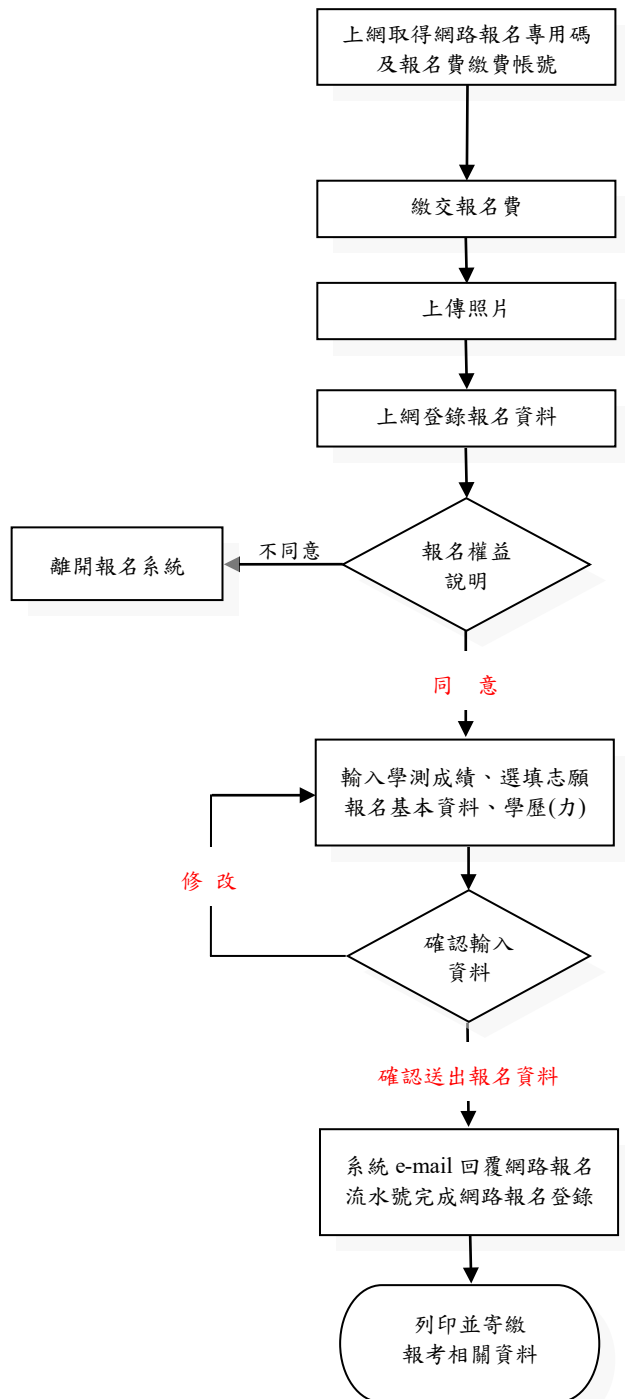 上網取得網路報名專用碼
及報名費繳費帳號
繳交報名費
上傳照片
上網登錄報名資料
報名權益
說明
不同意
離開報名系統
同 意
輸入學測成績、選填志願
報名基本資料、學歷(力)
修 改
確認輸入
資料
確認送出報名資料
系統 e-mail 回覆網路報名
流水號完成網路報名登錄
列印並寄繳
報考相關資料